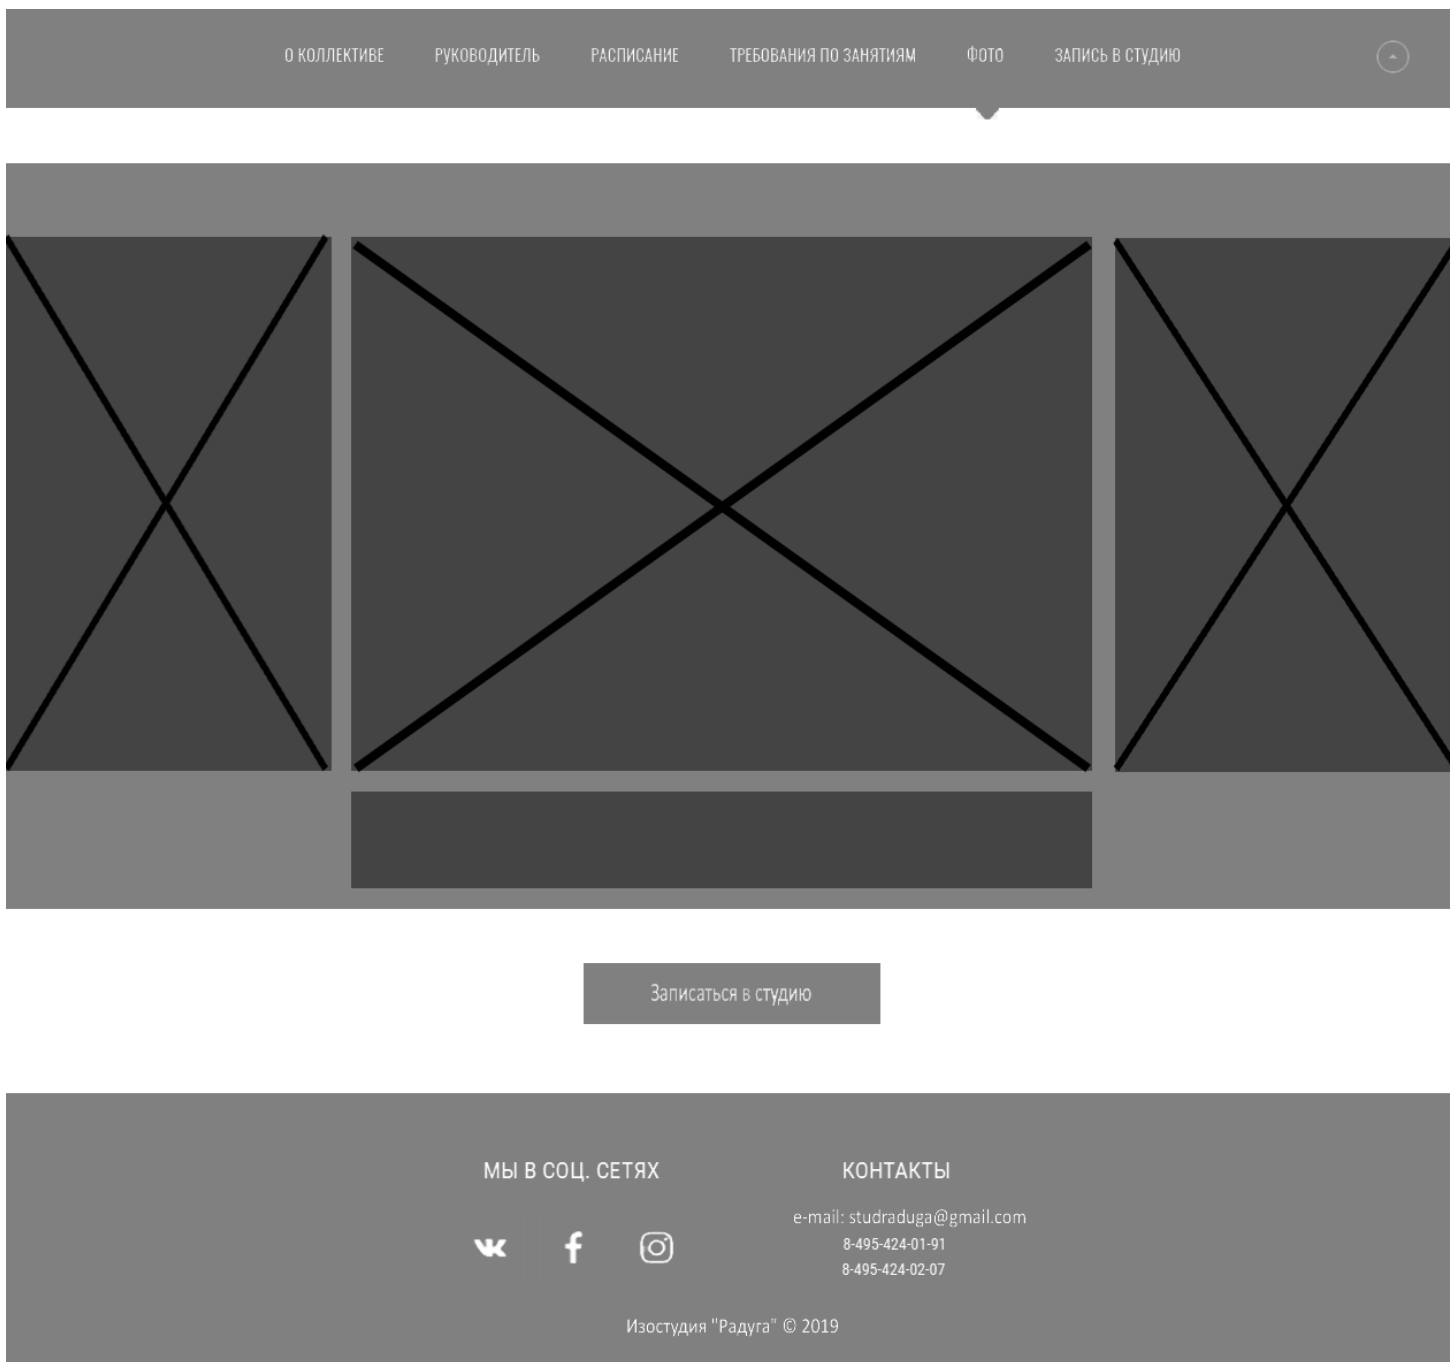 О КОЛЛЕКТИВЕ РУКОВОДИТЕЛЬ РАСПИСАНИЕ ТРЕБОВАНИЯ ПО ЗАНЯТИЯМ ФОТО ЗАПИСЬ В СТУДИЮ
Записаться в студию
МЫ В СОЦ. СЕТЯХ
КОНТАКТЫ
e-mail: studraduga@gmail.com
8-495-424-01-91
8-495-424-02-07
Изостудия "Радуга" © 2019